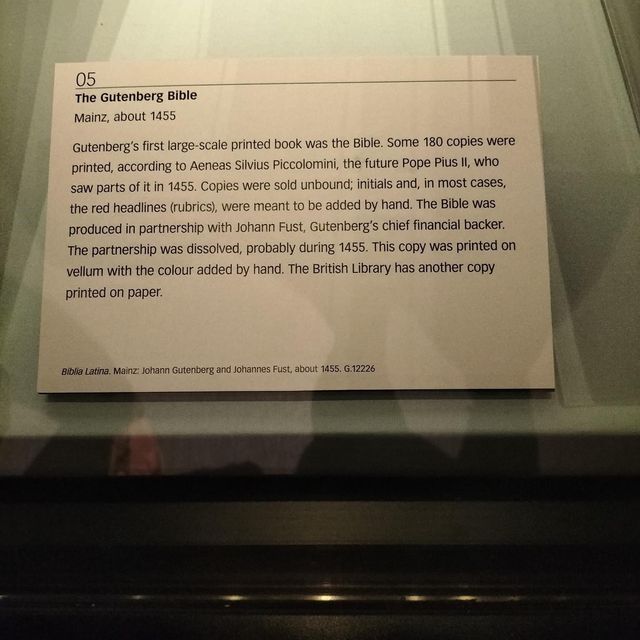 05
The Gutenberg Bible
Mainz, about 1455
Gutenberg's first large-scale printed book was the Bible. Some 180 copies were
printed, according to Aeneas Silvius Piccolomini, the future Pope Pius II, who
saw parts of it in 1455. Copies were sold unbound; initials and, in most cases,
the red headlines (rubrics), were meant to be added by hand. The Bible was
produced in partnership with Johann Fust, Gutenberg's chief financial backer.
The partnership was dissolved, probably during 1455. This copy was printed on
vellum with the colour added by hand. The British Library has another copy
printed on paper.
Biblia Latina. Mainz: Johann Gutenberg and Johannes Fust, about 1455. G.12226